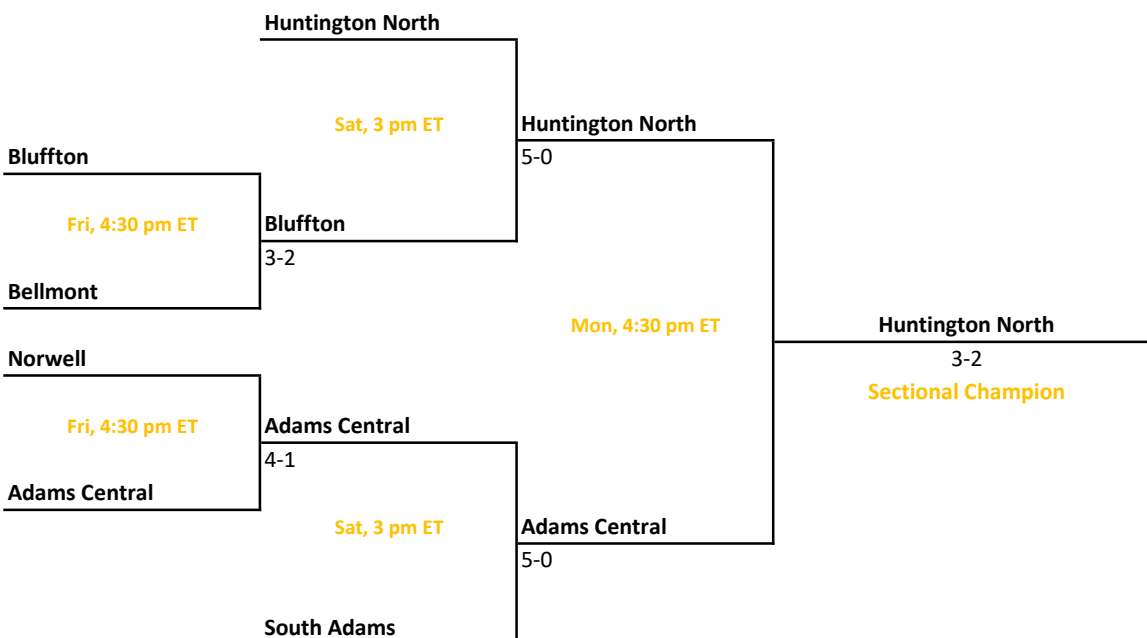 Huntington North
Sat, 3 pm ET
Huntington North
5-0
Bluffton
Fri, 4:30 pm ET
Bluffton
3-2
Bellmont
Mon, 4:30 pm ET
Huntington North
3-2
Sectional Champion
Norwell
Fri, 4:30 pm ET
Adams Central
4-1
Adams Central
Sat, 3 pm ET
Adams Central
5-0
South Adams